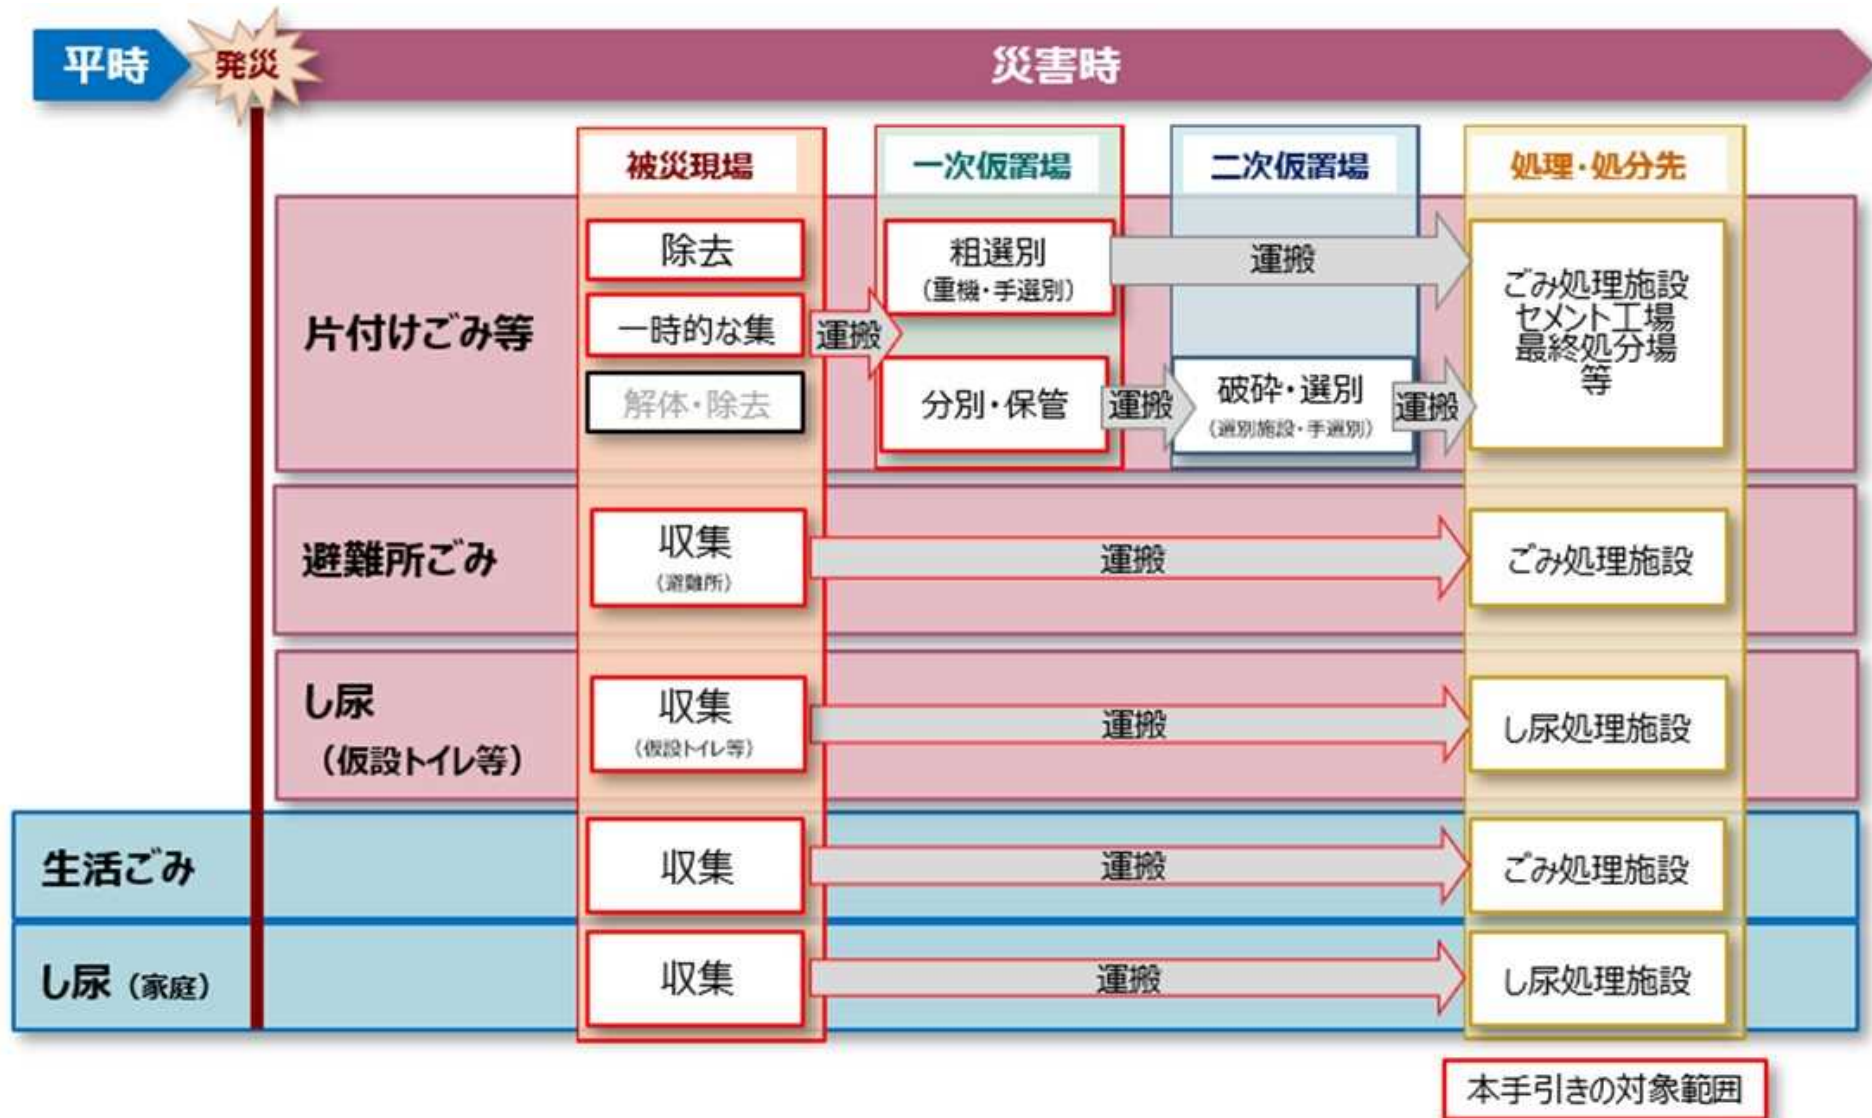 平時
発災
災害時
被災現場
一次仮置場
二次仮置場
処理・処分先
片付けごみ等
除去
一時的な集
解体・除去
運搬
粗選別
（重機・手選別）
分別・保管
運搬
運搬
破砕・選別
（選別施設・手選別）
運搬
ごみ処理施設
セメント工場
最終処分場
等
避難所ごみ
収集
（避難所）
運搬
ごみ処理施設
し尿
（仮設トイレ等）
収集
（仮設トイレ等）
運搬
し尿処理施設
生活ごみ
収集
運搬
ごみ処理施設
し尿（家庭）
収集
運搬
し尿処理施設
本手引きの対象範囲